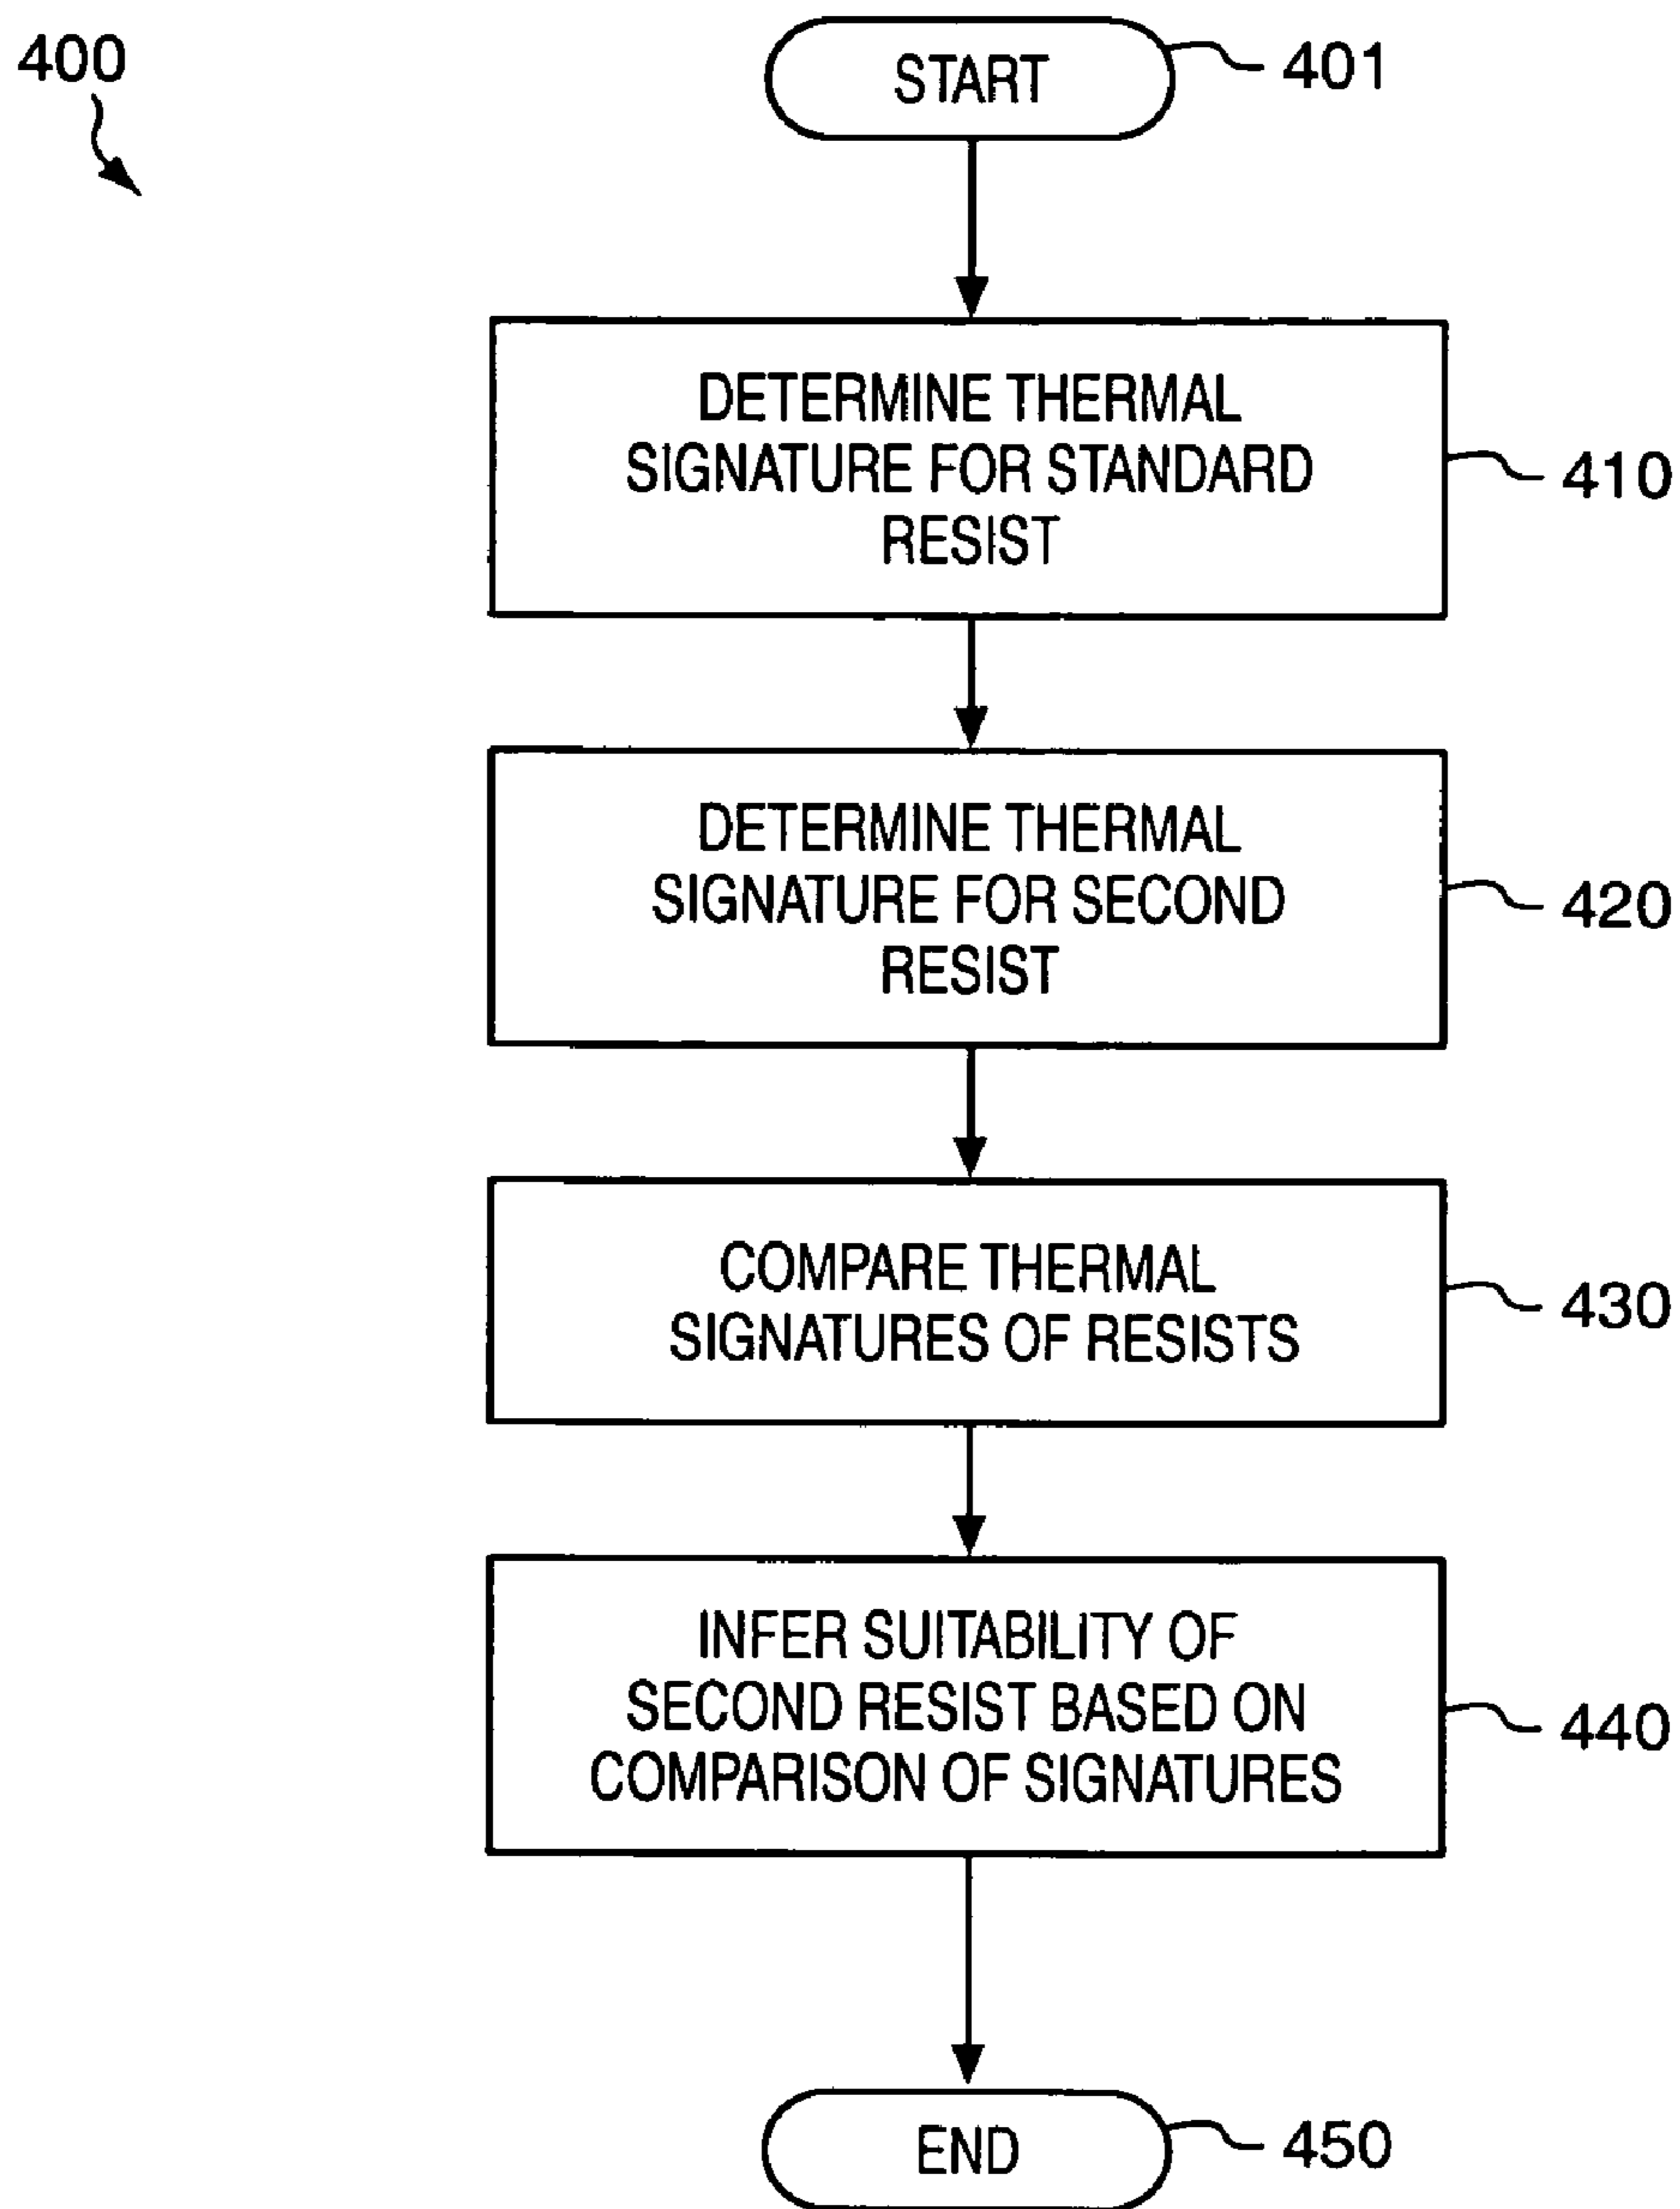 400
START
401
DETERMINE THERMAL
SIGNATURE FOR STANDARD
RESIST
410
DETERMINE THERMAL
SIGNATURE FOR SECOND
RESIST
420
COMPARE THERMAL
SIGNATURES OF RESISTS
430
INFER SUITABILITY OF
SECOND RESIST BASED ON
COMPARISON OF SIGNATURES
440
END
450